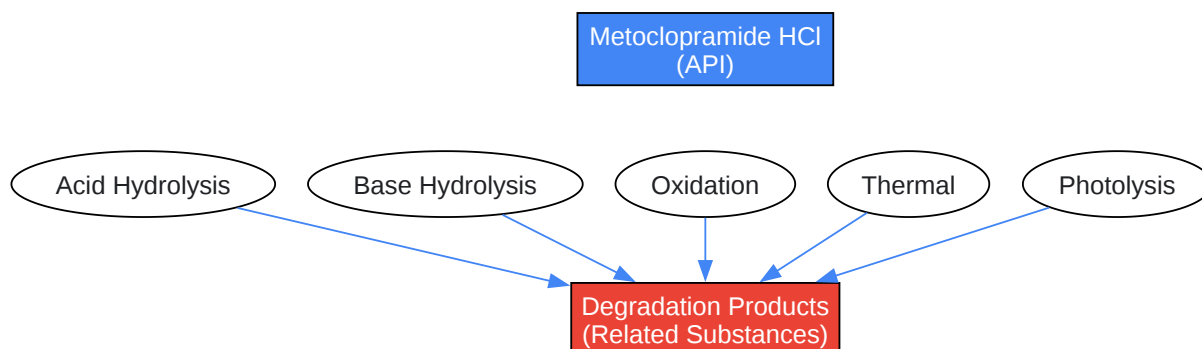 Metoclopramide HCl
(API)
Acid Hydrolysis
Base Hydrolysis
Oxidation
Thermal
Photolysis
Degradation Products
(Related Substances)